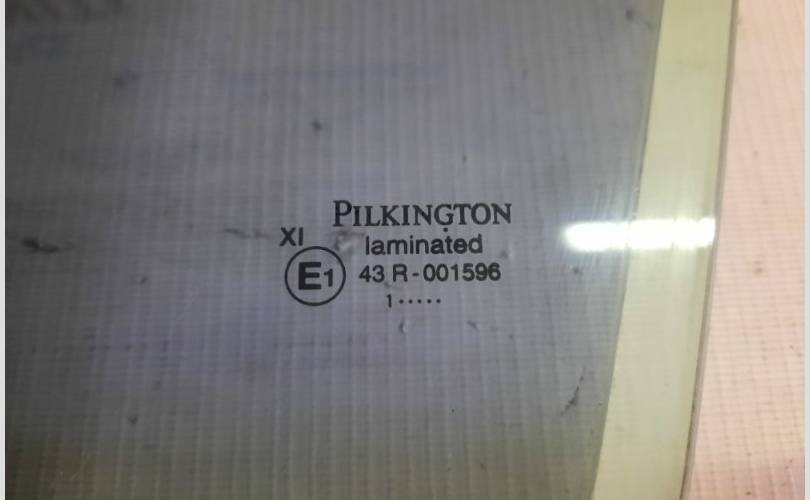 PILKINGTON
XI laminated
E1 43 R-001596
1·····